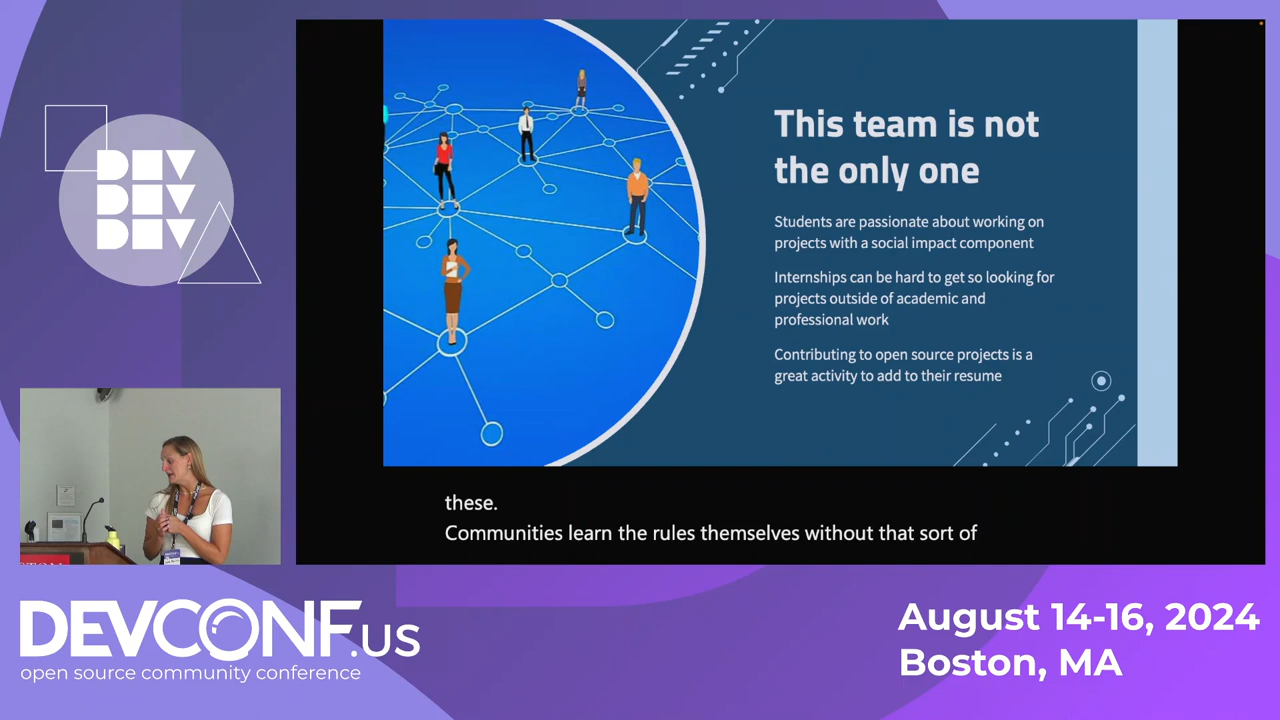 DEV
DEV
DEV
This team is not
the only one
Students are passionate about working on
projects with a social impact component
Internships can be hard to get so looking for
projects outside of academic and
professional work
Contributing to open source projects is a
great activity to add to their resume
these.
Communities learn the rules themselves without that sort of
DEVCONF.US
open source community conference
August 14-16, 2024
Boston, MA